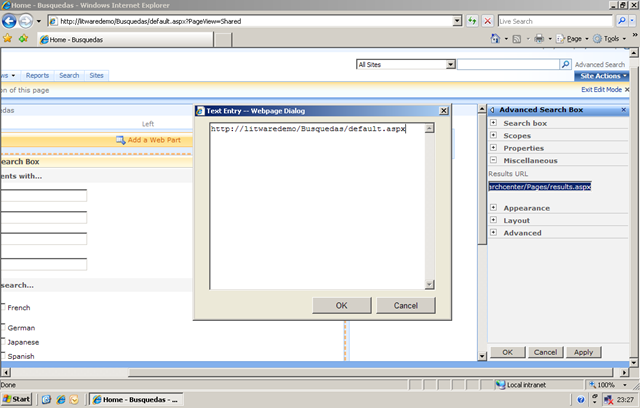 Home - Busquedas - Windows Internet Explorer
http://litwaredemo/Busquedas/default.aspx?PageView=Shared
Live Search
Home - Busquedas
Page
Tools
ws
Reports
Search
Sites
All Sites
Advanced Search
Site Actions
on of this page
Exit Edit Mode
edas
Left
Add a Web Part
Search Box
ents with...
search...
French
German
Japanese
Spanish
Text Entry -- Webpage Dialog
http://litwaredemo/Busquedas/default.aspx
OK
Cancel
Advanced Search Box
Search box
Scopes
Properties
Miscellaneous
Results URL
archcenter/Pages/results.aspx
Appearance
Layout
Advanced
OK
Cancel
Apply
Done
Local intranet
100%
Start
Home - Busquedas - ...
23:27